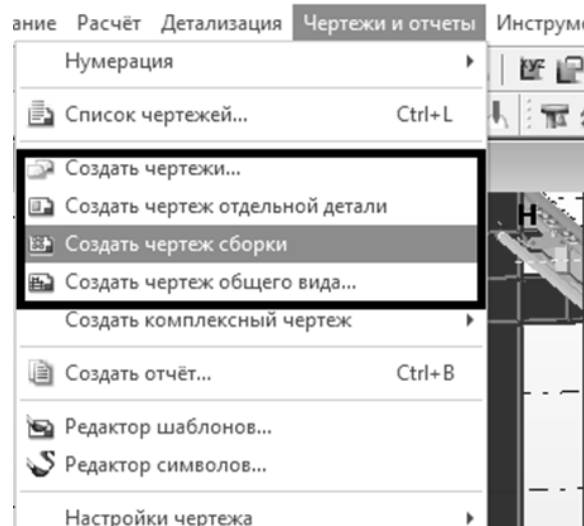 ание Расчёт Детализация Чертежи и отчеты Инструме
Нумерация
Список чертежей... Ctrl+L
Создать чертежи...
Создать чертеж отдельной детали
Создать чертеж сборки
Создать чертеж общего вида...
Создать комплексный чертеж
Создать отчёт... Ctrl+B
Редактор шаблонов...
Редактор символов...
Настройки чертежа